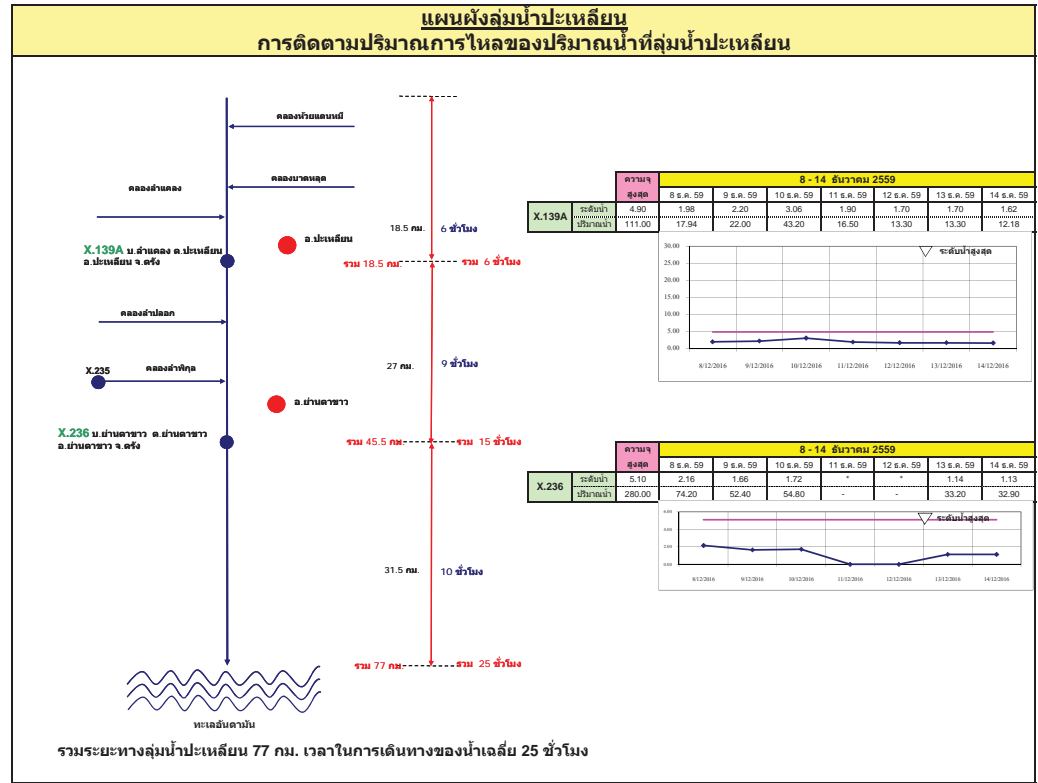 แผนผังลุ่มน้ำปะเหลียน
การติดตามปริมาณการไหลของปริมาณน้ำที่ลุ่มน้ำปะเหลียน
คลองห้วยแดนหมี
คลองบาดหลุด
คลองลำแคลง
X.139A บ.ลำแคลง ต.ปะเหลียน
อ.ปะเหลียน จ.ตรัง
อ.ปะเหลียน
18.5 กม. 6 ชั่วโมง
รวม 18.5 กม. รวม 6 ชั่วโมง
คลองลำปลอก
X.235 คลองลำพิกุล
27 กม. 9 ชั่วโมง
อ.ย่านตาขาว
X.236 บ.ย่านตาขาว ต.ย่านตาขาว
อ.ย่านตาขาว จ.ตรัง
รวม 45.5 กม. รวม 15 ชั่วโมง
31.5 กม. 10 ชั่วโมง
รวม 77 กม. รวม 25 ชั่วโมง
ทะเลอันดามัน
ความจุ 8 - 14 ธันวาคม 2559
สูงสุด 8 ธ.ค. 59 9 ธ.ค. 59 10 ธ.ค. 59 11 ธ.ค. 59 12 ธ.ค. 59 13 ธ.ค. 59 14 ธ.ค. 59
X.139A
ระดับน้ำ 4.90 1.98 2.20 3.06 1.90 1.70 1.70 1.62
ปริมาณน้ำ 111.00 17.94 22.00 43.20 16.50 13.30 13.30 12.18
ระดับน้ำสูงสุด
30.00
25.00
20.00
15.00
10.00
5.00
0.00
8/12/2016 9/12/2016 10/12/2016 11/12/2016 12/12/2016 13/12/2016 14/12/2016
ความจุ 8 - 14 ธันวาคม 2559
สูงสุด 8 ธ.ค. 59 9 ธ.ค. 59 10 ธ.ค. 59 11 ธ.ค. 59 12 ธ.ค. 59 13 ธ.ค. 59 14 ธ.ค. 59
X.236
ระดับน้ำ 5.10 2.16 1.66 1.72 * * 1.14 1.13
ปริมาณน้ำ 280.00 74.20 52.40 54.80 - - 33.20 32.90
ระดับน้ำสูงสุด
6.00
4.00
2.00
0.00
8/12/2016 9/12/2016 10/12/2016 11/12/2016 12/12/2016 13/12/2016 14/12/2016
รวมระยะทางลุ่มน้ำปะเหลียน 77 กม. เวลาในการเดินทางของน้ำเฉลี่ย 25 ชั่วโมง